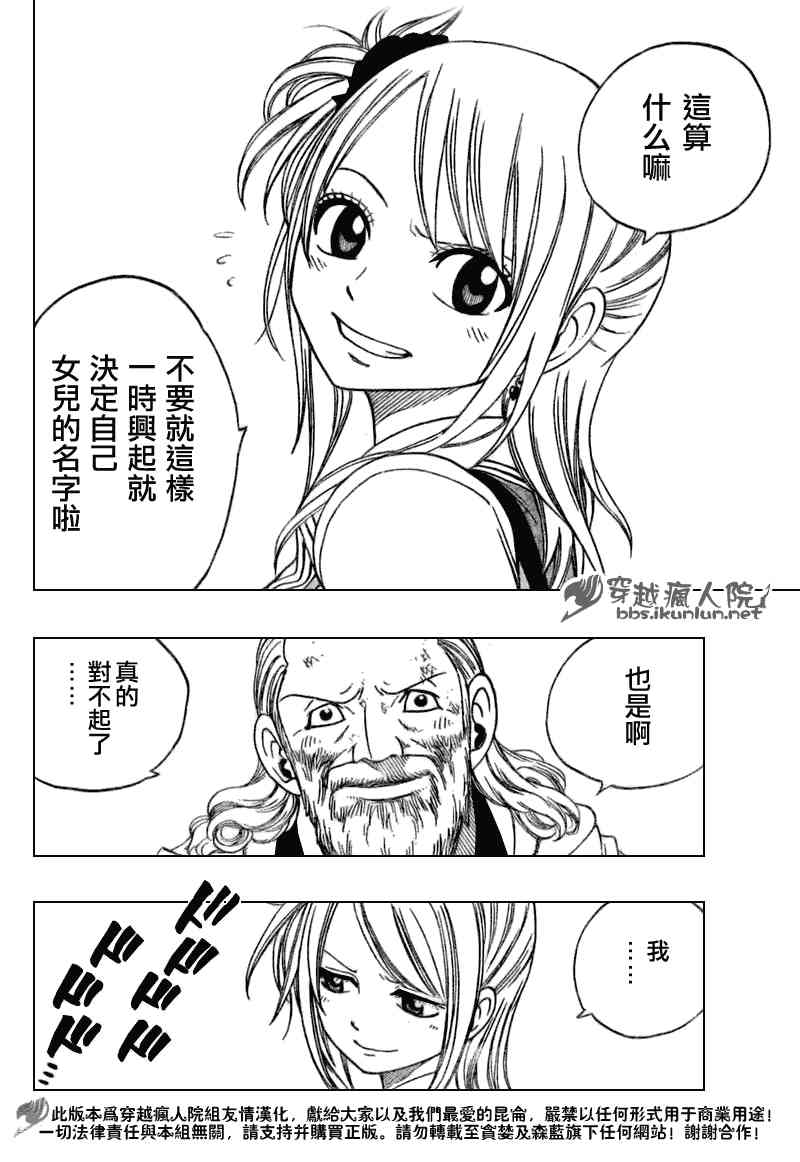 這算
什么嘛
不要就這樣
一時興起就
決定自己
女兒的名字啦
穿越瘋人院
bbs.ikunlun.net
也是啊
真的
對不起了
……
我
……
ドドド
ドドド
此版本爲穿越瘋人院組友情漢化，獻給大家以及我們最愛的昆侖，嚴禁以任何形式用于商業用途！
一切法律責任與本組無關，請支持并購買正版。請勿轉載至貪婪及森藍旗下任何網站！謝謝合作！